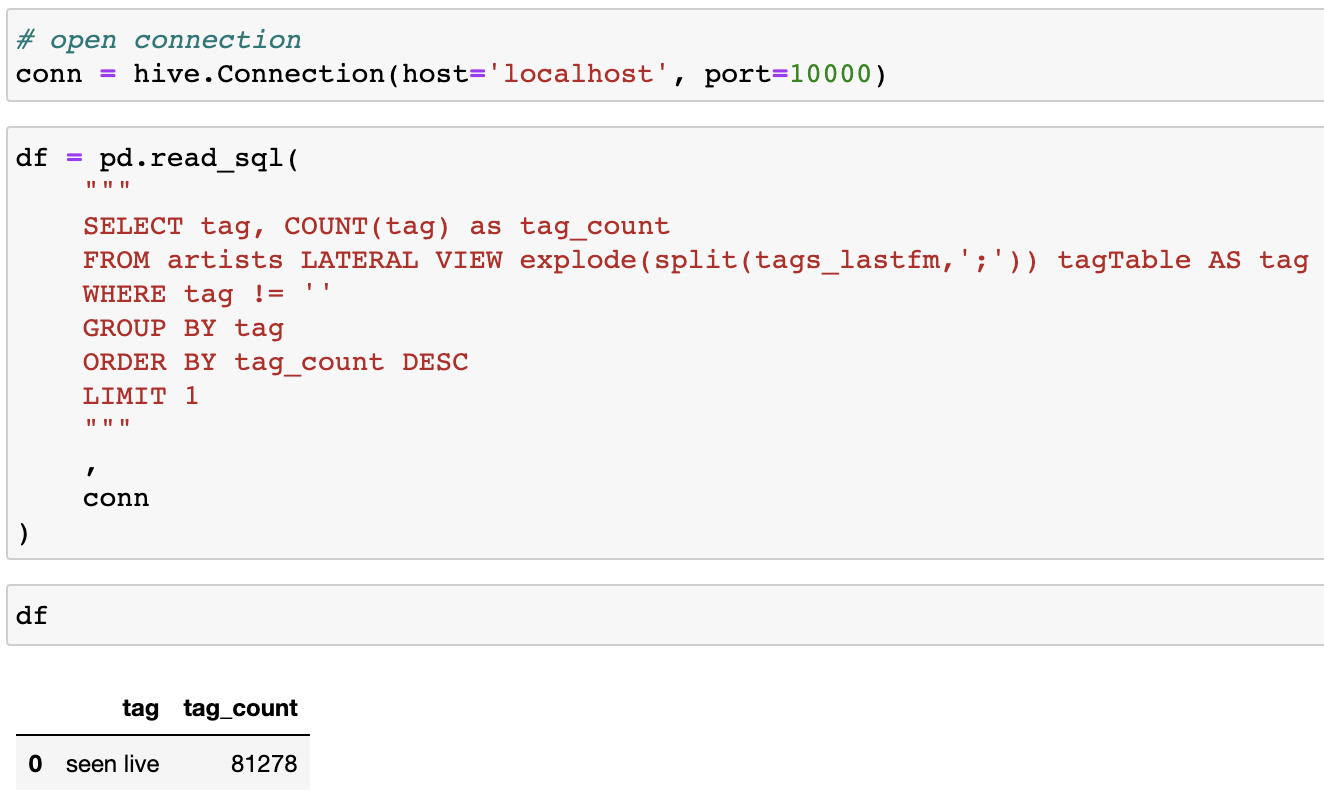 # open connection
conn = hive.Connection(host='localhost', port=10000)
df = pd.read_sql(
    """
    SELECT tag, COUNT(tag) as tag_count
    FROM artists LATERAL VIEW explode(split(tags_lastfm,';')) tagTable AS tag
    WHERE tag != ''
    GROUP BY tag
    ORDER BY tag_count DESC
    LIMIT 1
    """
    ,
    conn
)
df
tag tag_count
0 seen live 81278